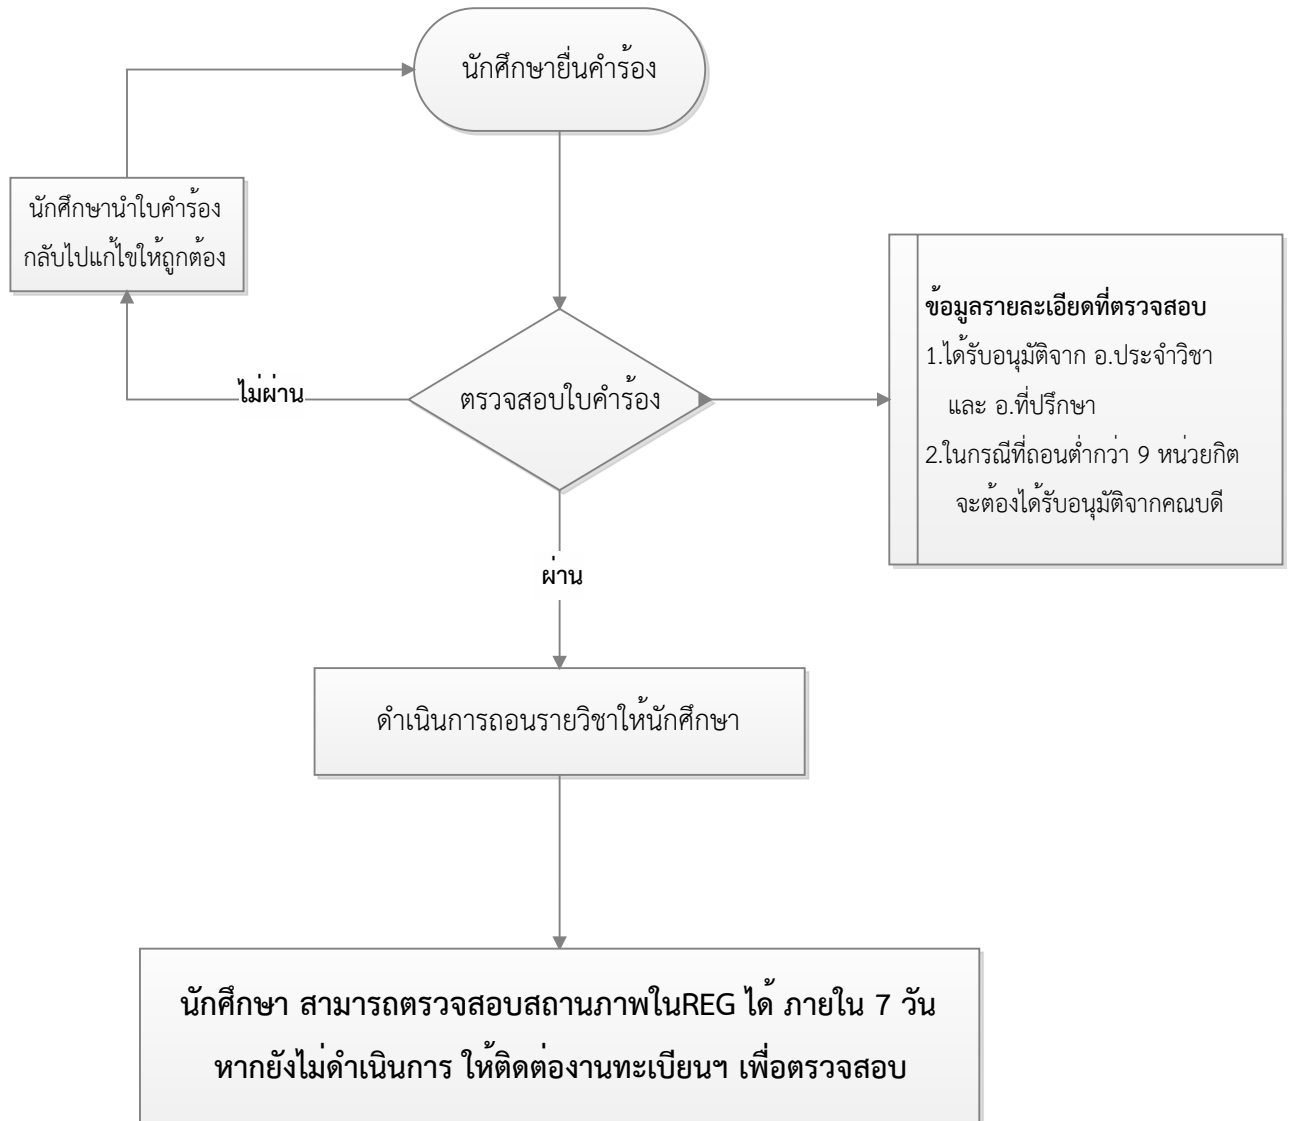 นักศึกษายื่นคำร้อง
นักศึกษานำใบคำร้อง
กลับไปแก้ไขให้ถูกต้อง
ข้อมูลรายละเอียดที่ตรวจสอบ
1.ได้รับอนุมัติจาก อ.ประจำวิชา
และ อ.ที่ปรึกษา
2.ในกรณีที่ถอนต่ำกว่า 9 หน่วยกิต
จะต้องได้รับอนุมัติจากคณบดี
ไม่ผ่าน
ตรวจสอบใบคำร้อง
ผ่าน
ดำเนินการถอนรายวิชาให้นักศึกษา
นักศึกษา สามารถตรวจสอบสถานภาพในREG ได้ ภายใน 7 วัน
หากยังไม่ดำเนินการ ให้ติดต่องานทะเบียนฯ เพื่อตรวจสอบ